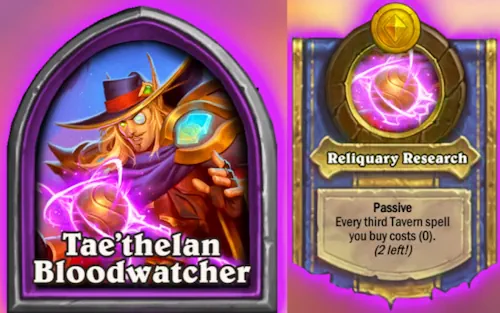 Tae'thelan
Bloodwatcher
Reliquary Research
Passive
Every third Tavern spell
you buy costs (0).
(2 left!)